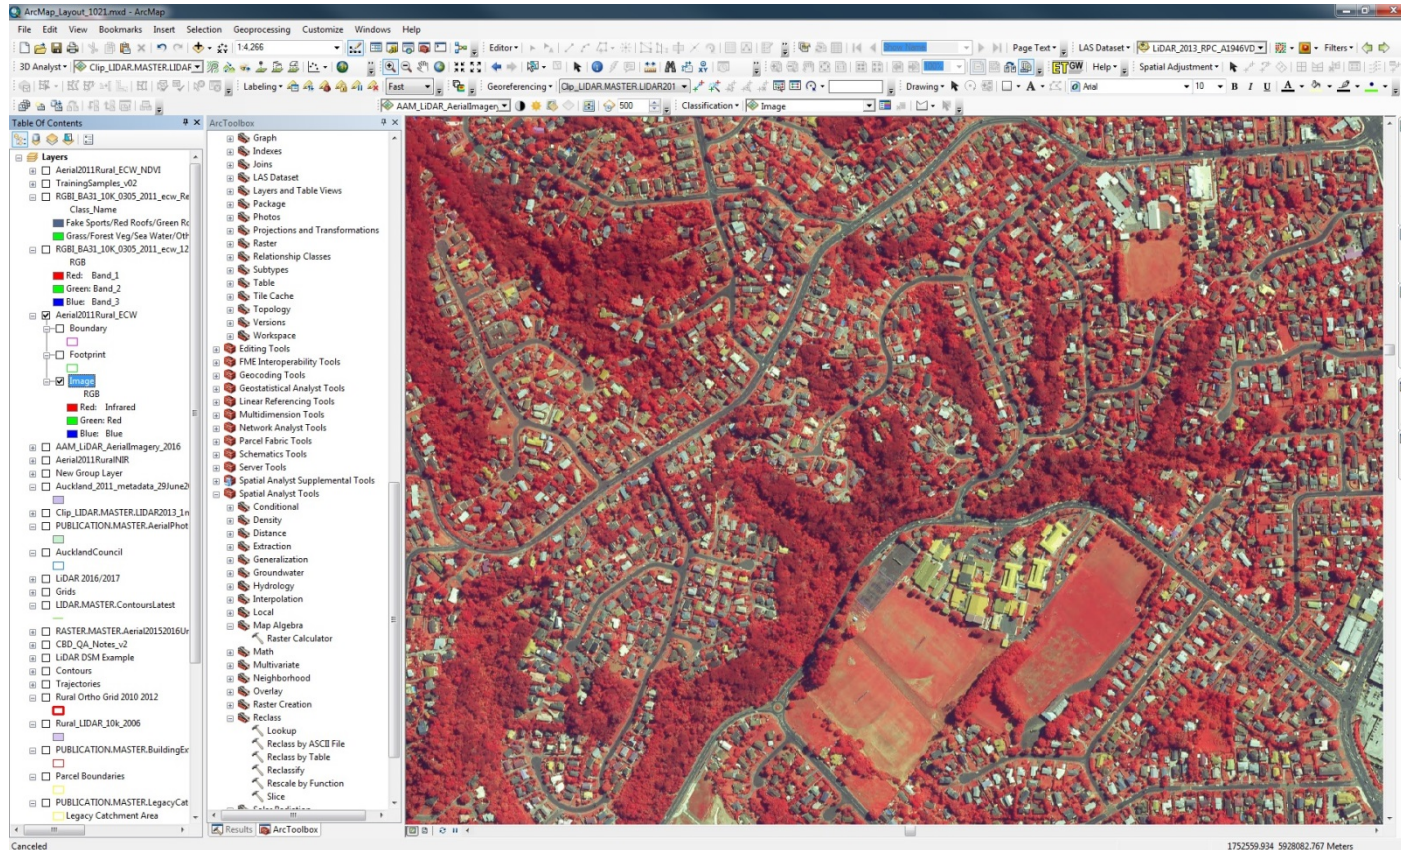 ArcMap_Layout_1021.mxd - ArcMap
File Edit View Bookmarks Insert Selection Geoprocessing Customize Windows Help
1:4,266 Editor Page Text LAS Dataset LiDAR_2013_RPC_A1946VD Filters
3D Analyst Clip_LIDAR.MASTER.LIDAR 100% ET GW Help Spatial Adjustment
Labeling Fast Georeferencing Clip_LIDAR.MASTER.LIDAR201 Drawing A Arial 10 B I U A
AAM_LiDAR_AerialImagery 500 Classification Image
Table Of Contents
Layers
Aerial2011Rural_ECW_NDVI
TrainingSamples_v02
RGBI_BA31_10K_0305_2011_ecw_Re
Class_Name
Fake Sports/Red Roofs/Green Ro
Grass/Forest Veg/Sea Water/Oth
RGBI_BA31_10K_0305_2011_ecw_12
RGB
Red: Band_1
Green: Band_2
Blue: Band_3
Aerial2011Rural_ECW
Boundary
Footprint
Image
RGB
Red: Infrared
Green: Red
Blue: Blue
AAM_LiDAR_AerialImagery_2016
Aerial2011RuralNIR
New Group Layer
Auckland_2011_metadata_29June2
Clip_LIDAR.MASTER.LIDAR2013_1n
PUBLICATION.MASTER.AerialPhot
AucklandCouncil
LiDAR 2016/2017
Grids
LIDAR.MASTER.ContoursLatest
RASTER.MASTER.Aerial20152016Ur
CBD_QA_Notes_v2
LiDAR DSM Example
Contours
Trajectories
Rural Ortho Grid 2010 2012
Rural_LIDAR_10k_2006
PUBLICATION.MASTER.BuildingEx
Parcel Boundaries
PUBLICATION.MASTER.LegacyCat
Legacy Catchment Area
ArcToolbox
Graph
Indexes
Joins
LAS Dataset
Layers and Table Views
Package
Photos
Projections and Transformations
Raster
Relationship Classes
Subtypes
Table
Tile Cache
Topology
Versions
Workspace
Editing Tools
FME Interoperability Tools
Geocoding Tools
Geostatistical Analyst Tools
Linear Referencing Tools
Multidimension Tools
Network Analyst Tools
Parcel Fabric Tools
Schematics Tools
Server Tools
Spatial Analyst Supplemental Tools
Spatial Analyst Tools
Conditional
Density
Distance
Extraction
Generalization
Groundwater
Hydrology
Interpolation
Local
Map Algebra
Raster Calculator
Math
Multivariate
Neighborhood
Overlay
Raster Creation
Reclass
Lookup
Reclass by ASCII File
Reclass by Table
Reclassify
Rescale by Function
Slice
Solar Radiation
Results ArcToolbox
Canceled 1752559.934 5928082.767 Meters